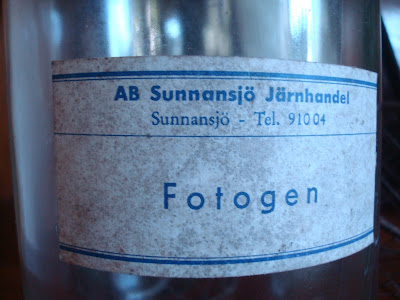 AB Sunnansjö Järnhandel
Sunnansjö - Tel. 910 04
Fotogen